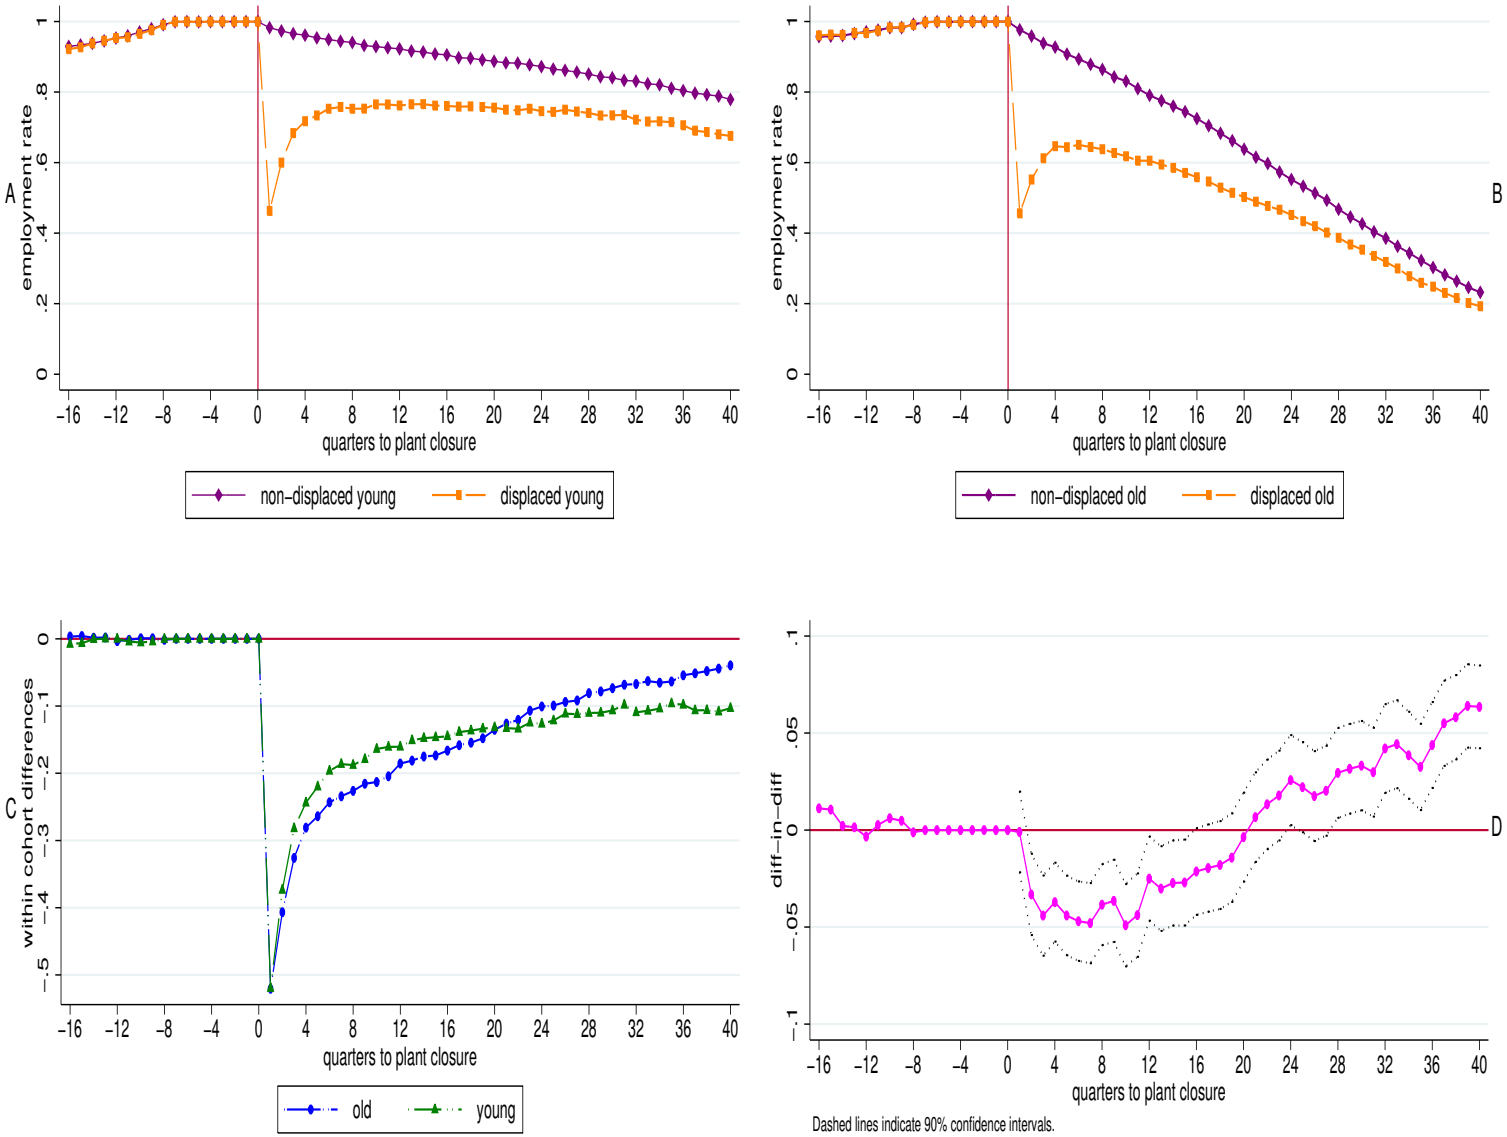 A
employment rate
0 .2 .4 .6 .8 1
−16 −12 −8 −4 0 4 8 12 16 20 24 28 32 36 40
quarters to plant closure
non−displaced young displaced young
B
employment rate
0 .2 .4 .6 .8 1
−16 −12 −8 −4 0 4 8 12 16 20 24 28 32 36 40
quarters to plant closure
non−displaced old displaced old
C
within cohort differences
−.5 −.4 −.3 −.2 −.1 0
−16 −12 −8 −4 0 4 8 12 16 20 24 28 32 36 40
quarters to plant closure
old young
D
diff−in−diff
−.1 −.05 0 .05 .1
−16 −12 −8 −4 0 4 8 12 16 20 24 28 32 36 40
quarters to plant closure
Dashed lines indicate 90% confidence intervals.